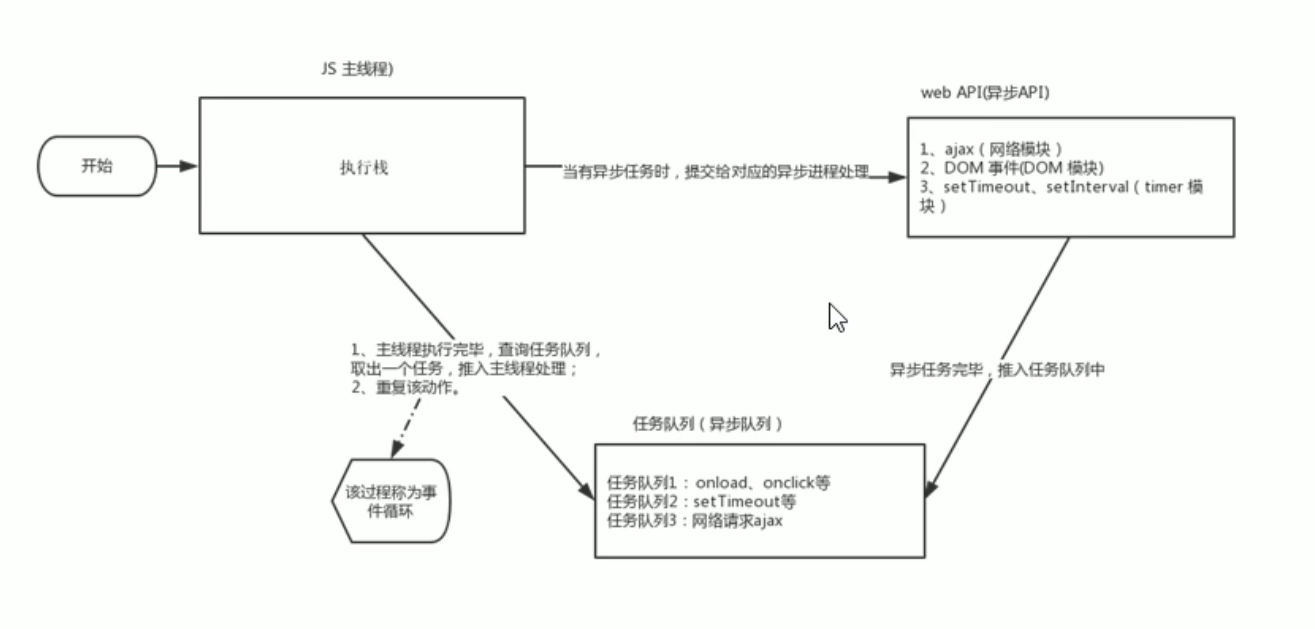 JS 主线程)
web API(异步API)
开始
执行栈
当有异步任务时，提交给对应的异步进程处理
1、ajax（网络模块）
2、DOM 事件(DOM 模块)
3、setTimeout、setInterval（timer 模
块）
1、主线程执行完毕，查询任务队列，
取出一个任务，推入主线程处理；
2、重复该动作。
异步任务完毕，推入任务队列中
任务队列（异步队列）
任务队列1：onload、onclick等
任务队列2：setTimeout等
任务队列3：网络请求ajax
该过程称为事
件循环